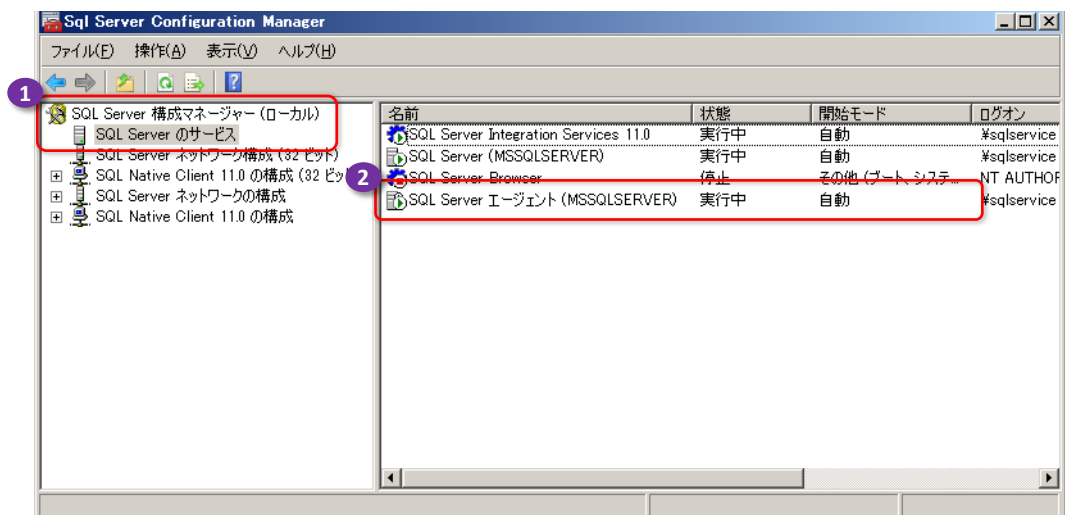 Sql Server Configuration Manager
ファイル(F) 操作(A) 表示(V) ヘルプ(H)
1
SQL Server 構成マネージャー (ローカル)
SQL Server のサービス
SQL Server ネットワーク構成 (32 ビット)
SQL Native Client 11.0 の構成 (32 ビッ
SQL Server ネットワークの構成
SQL Native Client 11.0 の構成
名前 状態 開始モード ログオン
SQL Server Integration Services 11.0 実行中 自動 ¥sqlservice
SQL Server (MSSQLSERVER) 実行中 自動 ¥sqlservice
SQL Server Browser 停止 その他 (ブート、システ... NT AUTHOR
2
SQL Server エージェント (MSSQLSERVER) 実行中 自動 ¥sqlservice